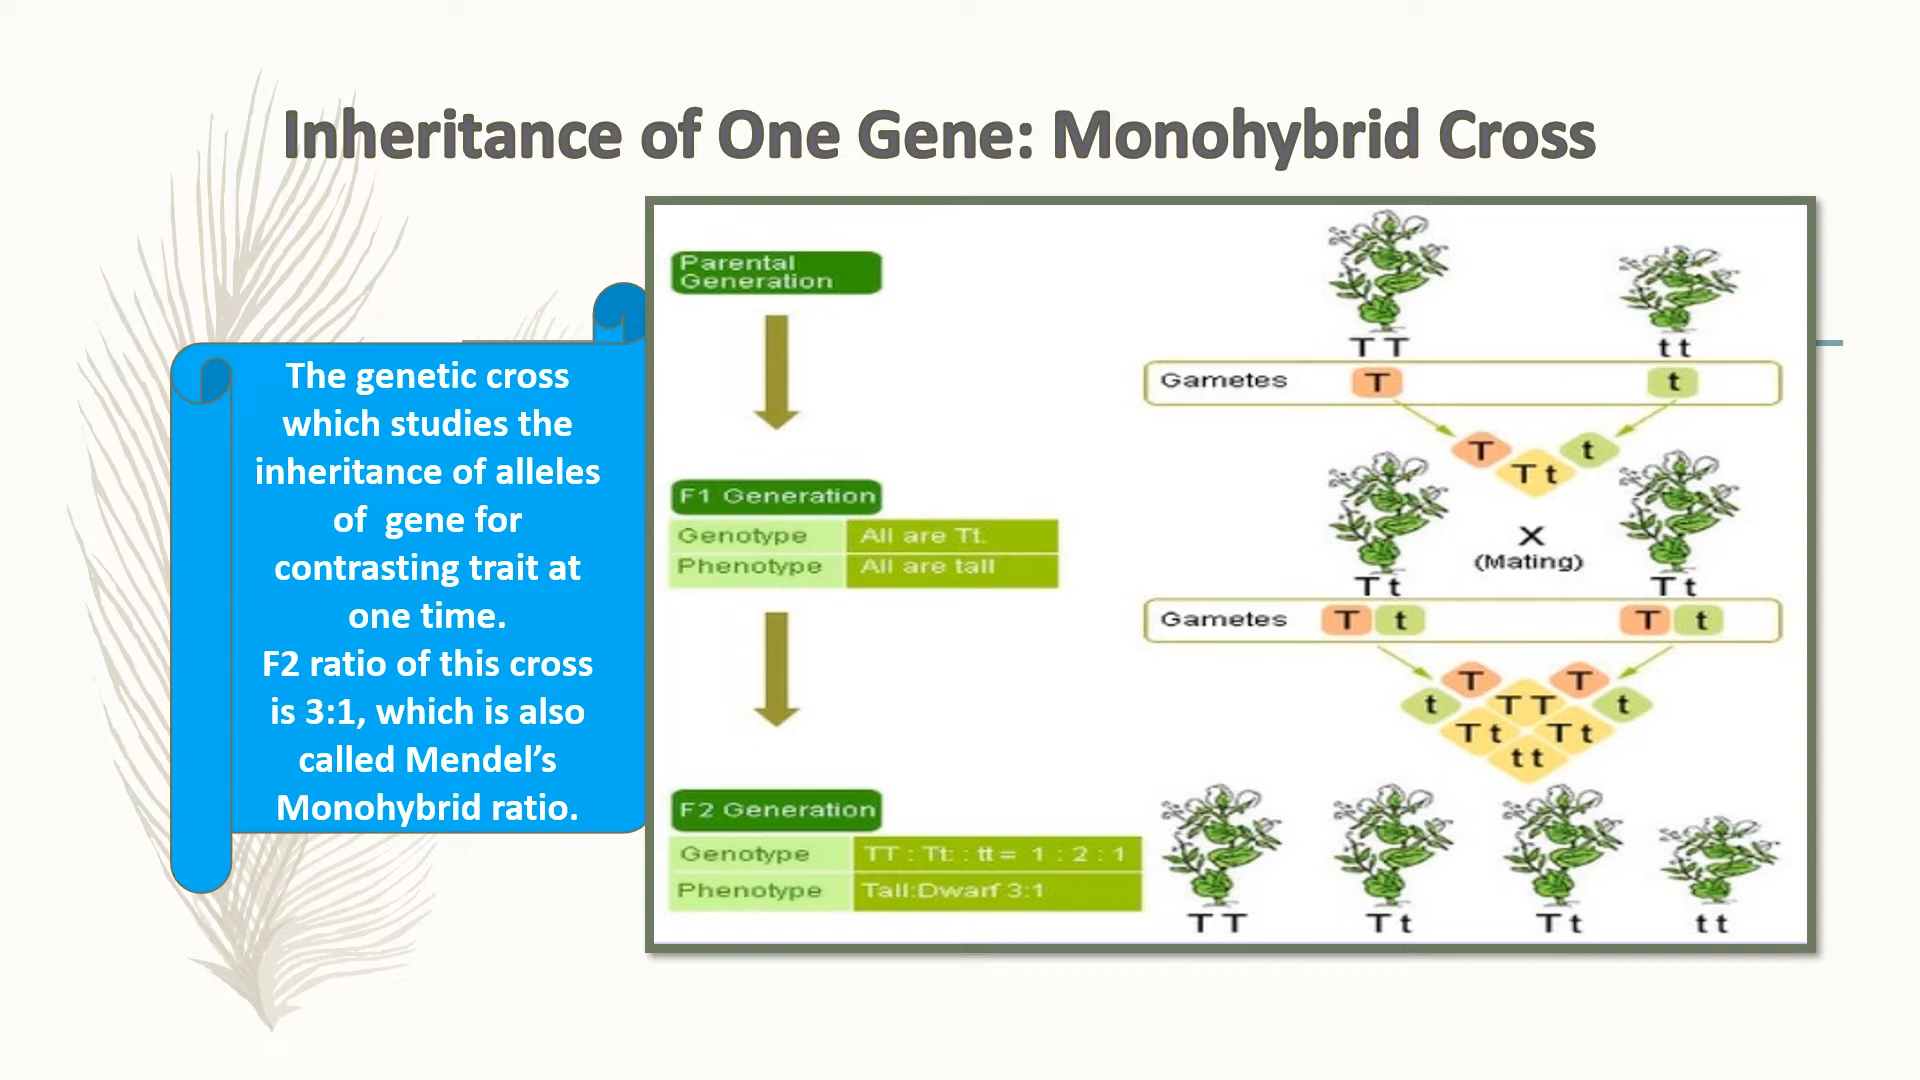 Inheritance of One Gene: Monohybrid Cross
The genetic cross
which studies the
inheritance of alleles
of  gene for
contrasting trait at
one time.
F2 ratio of this cross
is 3:1, which is also
called Mendel’s
Monohybrid ratio.
Parental
Generation
T T
t t
Gametes T t
T t
T t
F1 Generation
Genotype All are Tt.
Phenotype All are tall
X
(Mating)
T t
T t
Gametes T t T t
T T
t T T t
T t T t
t t
F2 Generation
Genotype TT : Tt : tt = 1 : 2 : 1
Phenotype Tall:Dwarf 3:1
T T
T t
T t
t t